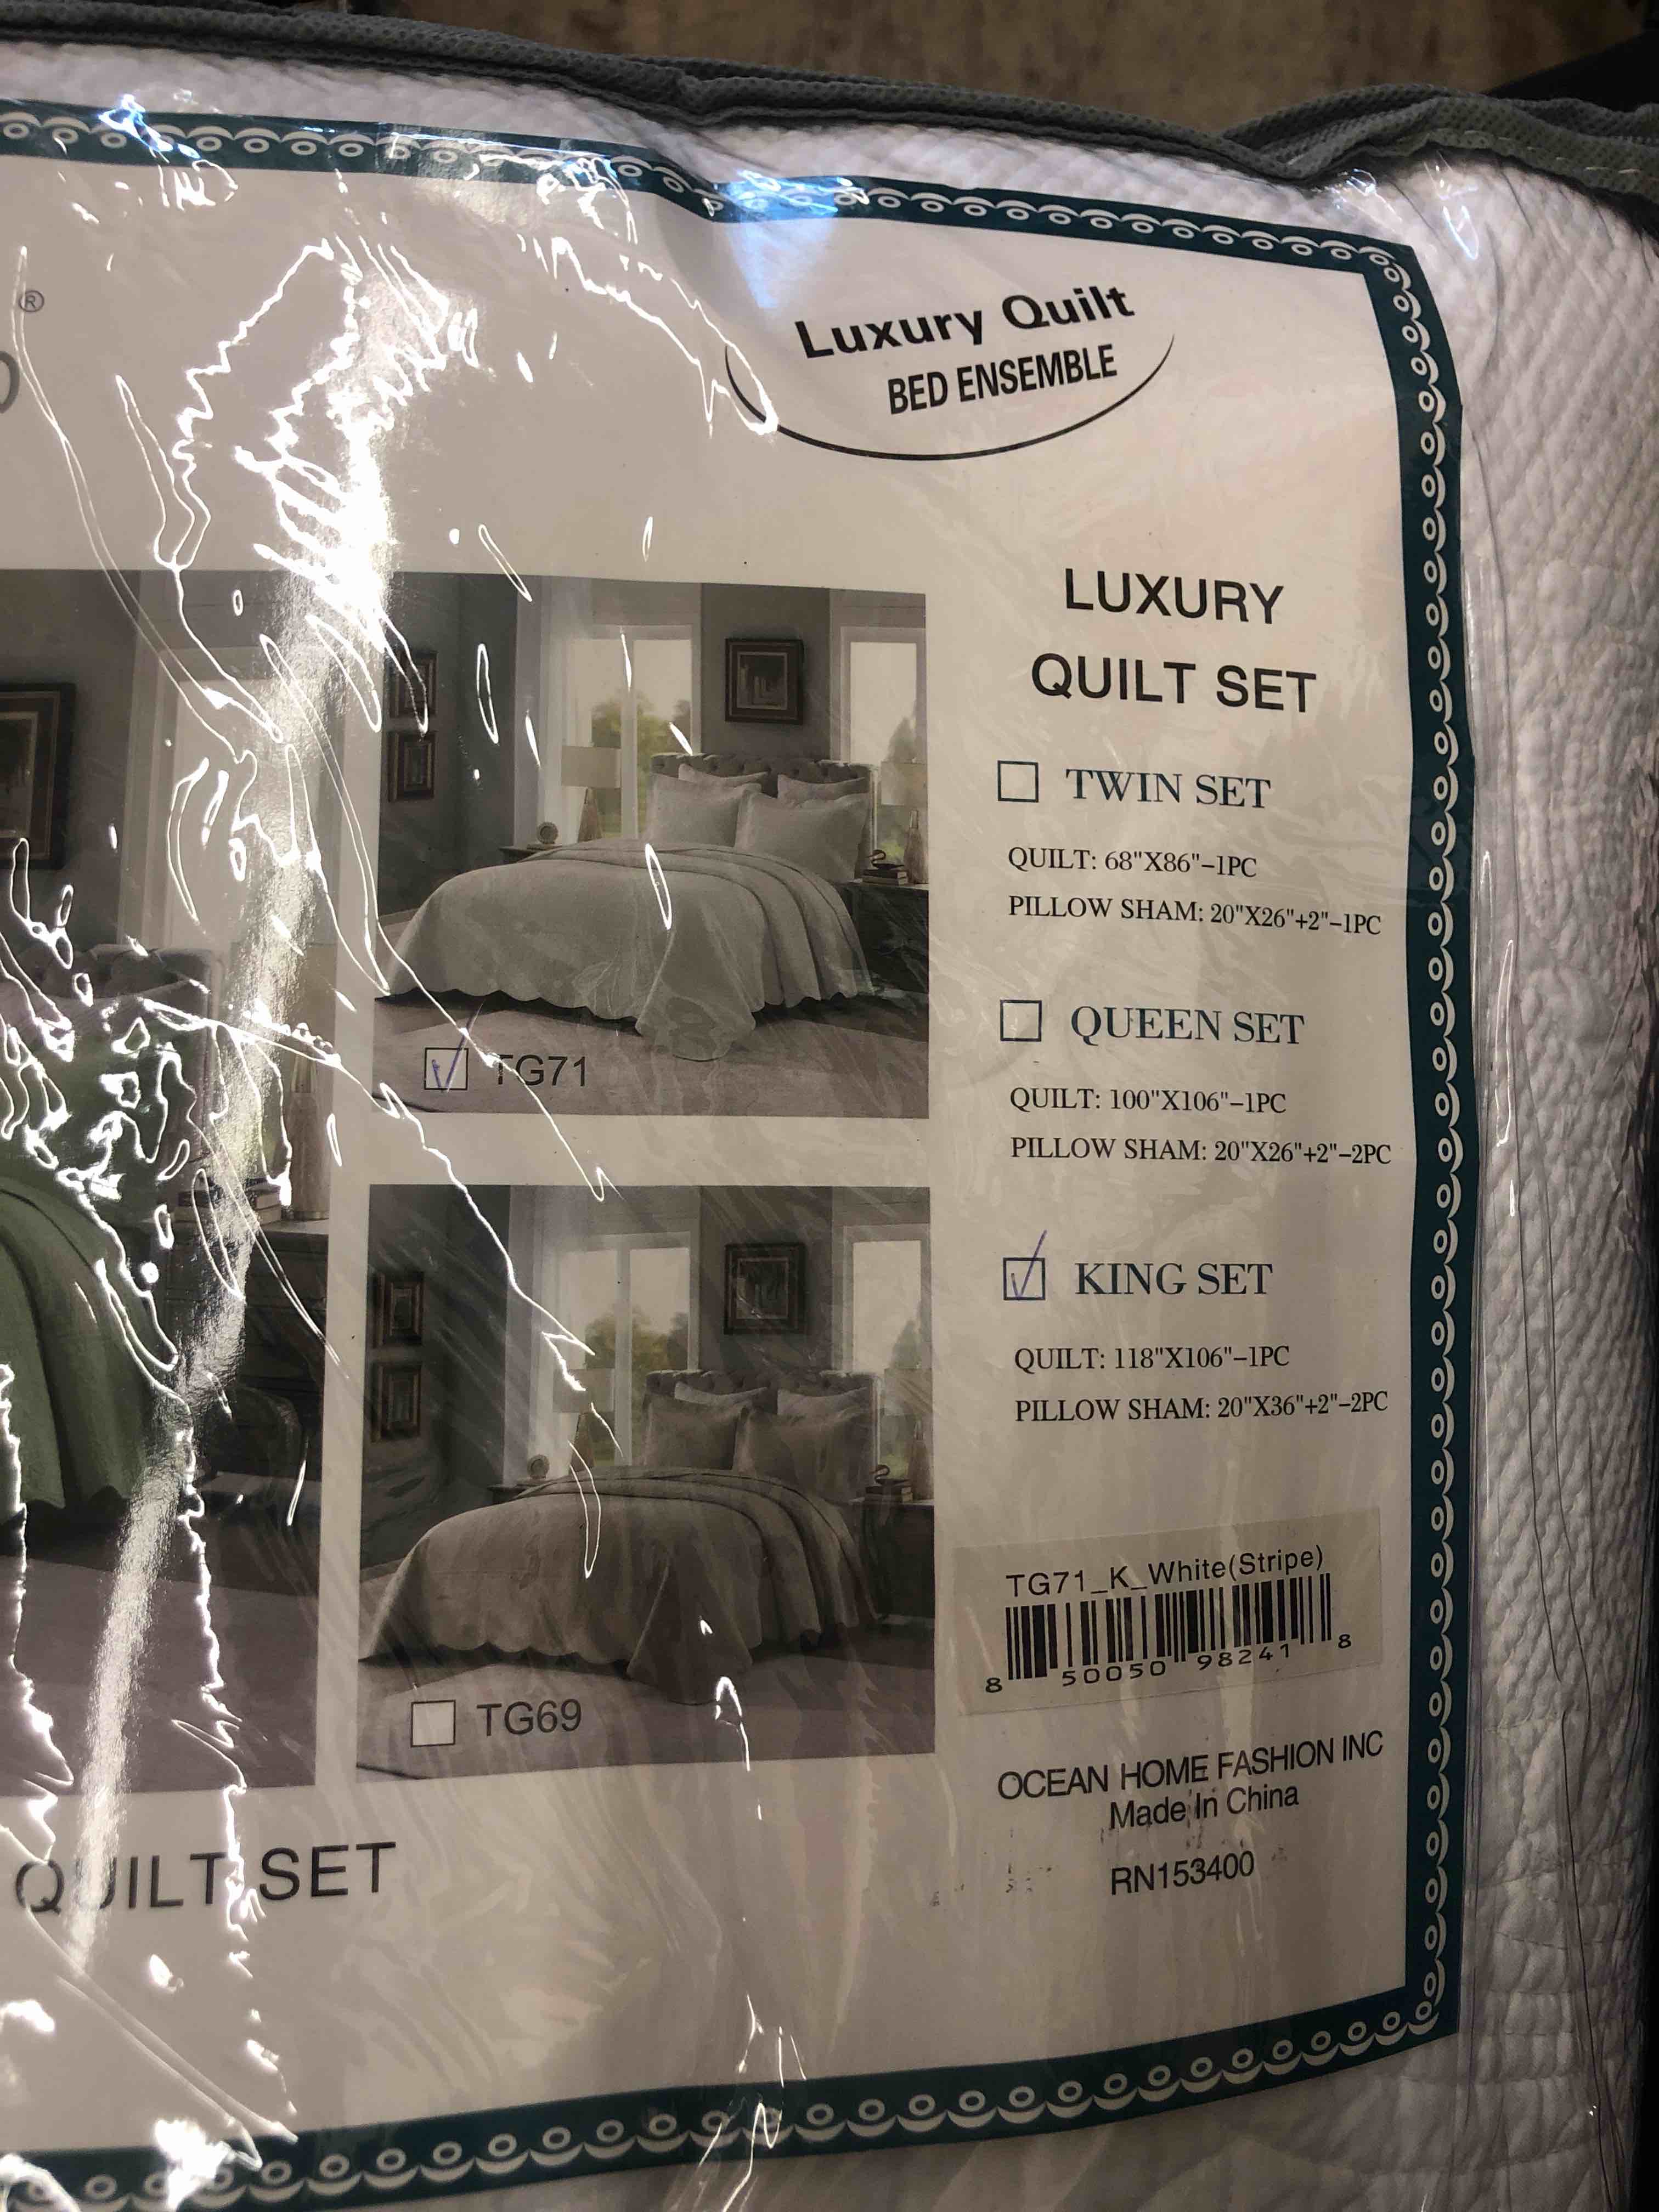 ®
Luxury Quilt
BED ENSEMBLE
LUXURY
QUILT SET
TWIN SET
QUILT: 68"X86"–1PC
PILLOW SHAM: 20"X26"+2"–1PC
QUEEN SET
QUILT: 100"X106"–1PC
PILLOW SHAM: 20"X26"+2"–2PC
KING SET
QUILT: 118"X106"–1PC
PILLOW SHAM: 20"X36"+2"–2PC
TG71
TG69
TG71_K_White(Stripe)
8 50050 98241 8
OCEAN HOME FASHION INC
Made In China
RN153400
QUILT SET